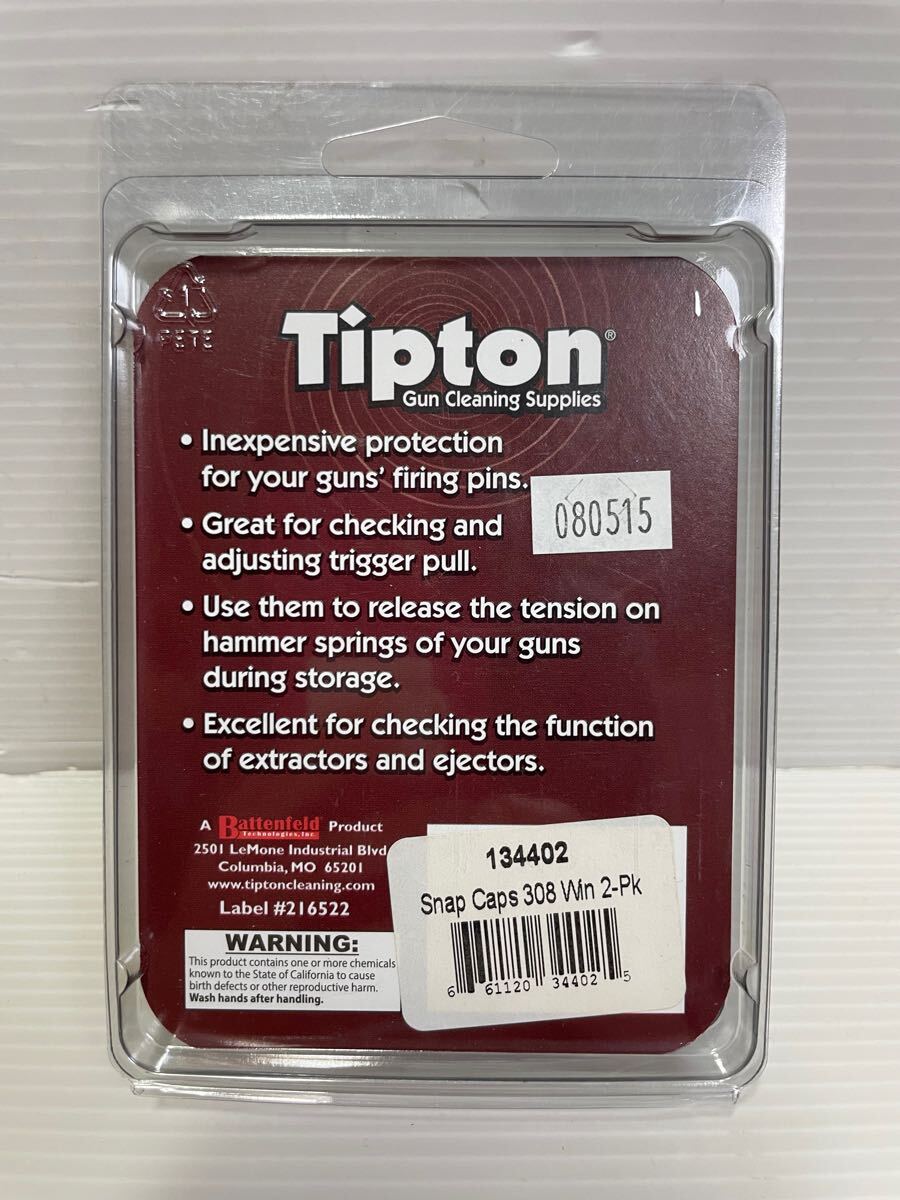 PETE
Tipton®
Gun Cleaning Supplies
• Inexpensive protection
for your guns' firing pins.
080515
• Great for checking and
adjusting trigger pull.
• Use them to release the tension on
hammer springs of your guns
during storage.
• Excellent for checking the function
of extractors and ejectors.
A Battenfeld Product
Technologies, Inc.
2501 LeMone Industrial Blvd
Columbia, MO 65201
www.tiptoncleaning.com
Label #216522
WARNING:
This product contains one or more chemicals
known to the State of California to cause
birth defects or other reproductive harm.
Wash hands after handling.
134402
Snap Caps 308 Win 2-Pk
6 61120 34402 5